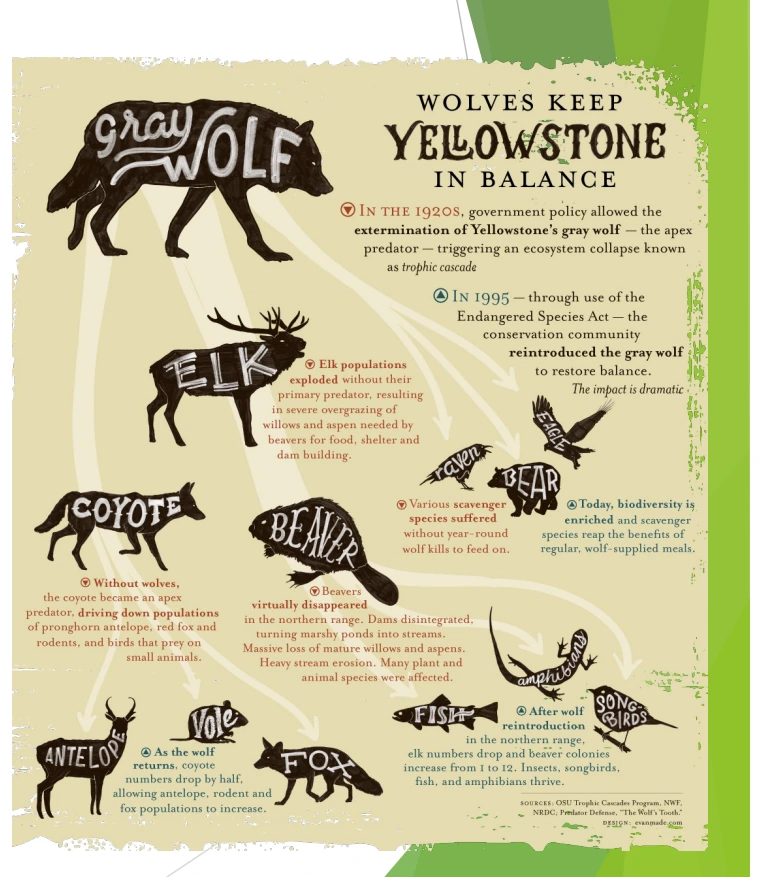 gray WOLF
WOLVES KEEP
YELLOWSTONE
IN BALANCE
IN THE 1920S, government policy allowed the
extermination of Yellowstone's gray wolf — the apex
predator — triggering an ecosystem collapse known
as trophic cascade
IN 1995 — through use of the
Endangered Species Act — the
conservation community
reintroduced the gray wolf
to restore balance.
The impact is dramatic
ELK
Elk populations
exploded without their
primary predator, resulting
in severe overgrazing of
willows and aspen needed by
beavers for food, shelter and
dam building.
EAGLE
raven
BEAR
Various scavenger
species suffered
without year-round
wolf kills to feed on.
Today, biodiversity is
enriched and scavenger
species reap the benefits of
regular, wolf-supplied meals.
COYOTE
Without wolves,
the coyote became an apex
predator, driving down populations
of pronghorn antelope, red fox and
rodents, and birds that prey on
small animals.
BEAVER
Beavers
virtually disappeared
in the northern range. Dams disintegrated,
turning marshy ponds into streams.
Massive loss of mature willows and aspens.
Heavy stream erosion. Many plant and
animal species were affected.
ANTELOPE
Vole
FOX
As the wolf
returns, coyote
numbers drop by half,
allowing antelope, rodent and
fox populations to increase.
amphibians
FISH
SONG-
BIRDS
After wolf
reintroduction
in the northern range,
elk numbers drop and beaver colonies
increase from 1 to 12. Insects, songbirds,
fish, and amphibians thrive.
SOURCES: OSU Trophic Cascades Program, NWF,
NRDC; Predator Defense, "The Wolf's Tooth."
DESIGN: evanmade.com